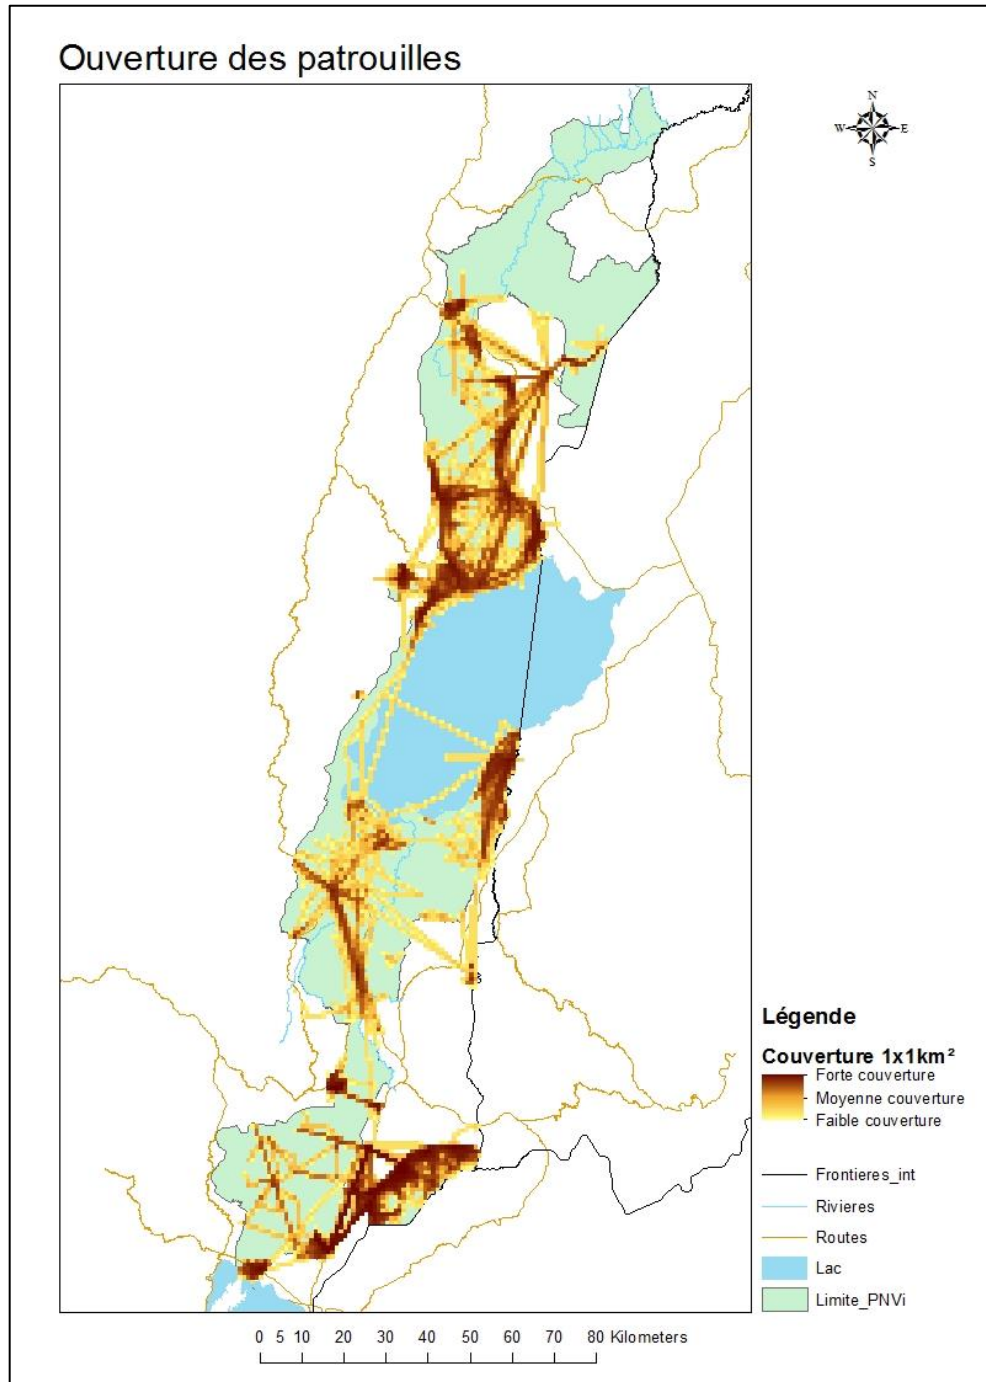 Ouverture des patrouilles
N
W E
S
Légende
Couverture 1x1km²
Forte couverture
Moyenne couverture
Faible couverture
Frontieres_int
Rivieres
Routes
Lac
Limite_PNVi
0 5 10 20 30 40 50 60 70 80 Kilometers